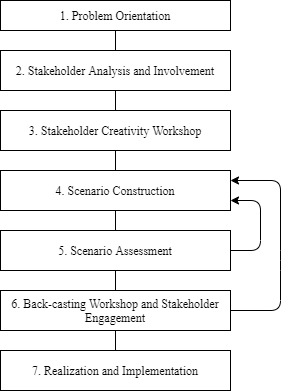 1. Problem Orientation
2. Stakeholder Analysis and Involvement
3. Stakeholder Creativity Workshop
4. Scenario Construction
5. Scenario Assessment
6. Back-casting Workshop and Stakeholder
Engagement
7. Realization and Implementation